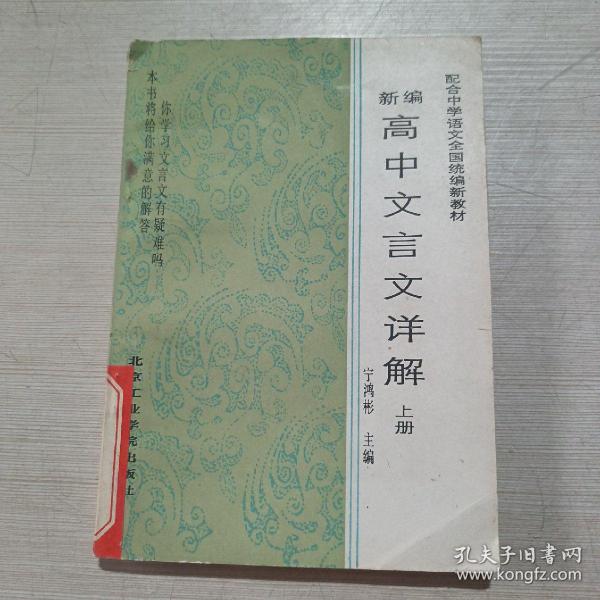 配合中学语文全国统编新教材
新编
高中文言文详解
上册
宁鸿彬 主编
你学习文言文有疑难吗
本书将给你满意的解答
北京工业学院出版社
孔夫子旧书网
www.kongfz.com